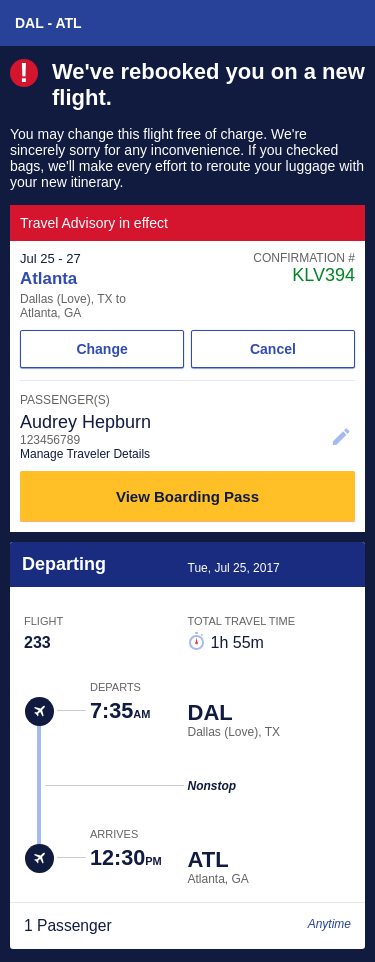 DAL - ATL
We've rebooked you on a new
flight.
You may change this flight free of charge. We're
sincerely sorry for any inconvenience. If you checked
bags, we'll make every effort to reroute your luggage with
your new itinerary.
Travel Advisory in effect
Jul 25 - 27
CONFIRMATION #
Atlanta
KLV394
Dallas (Love), TX to
Atlanta, GA
Change
Cancel
PASSENGER(S)
Audrey Hepburn
123456789
Manage Traveler Details
View Boarding Pass
Departing
Tue, Jul 25, 2017
FLIGHT
TOTAL TRAVEL TIME
233
1h 55m
DEPARTS
7:35AM
DAL
Dallas (Love), TX
Nonstop
ARRIVES
12:30PM
ATL
Atlanta, GA
1 Passenger
Anytime